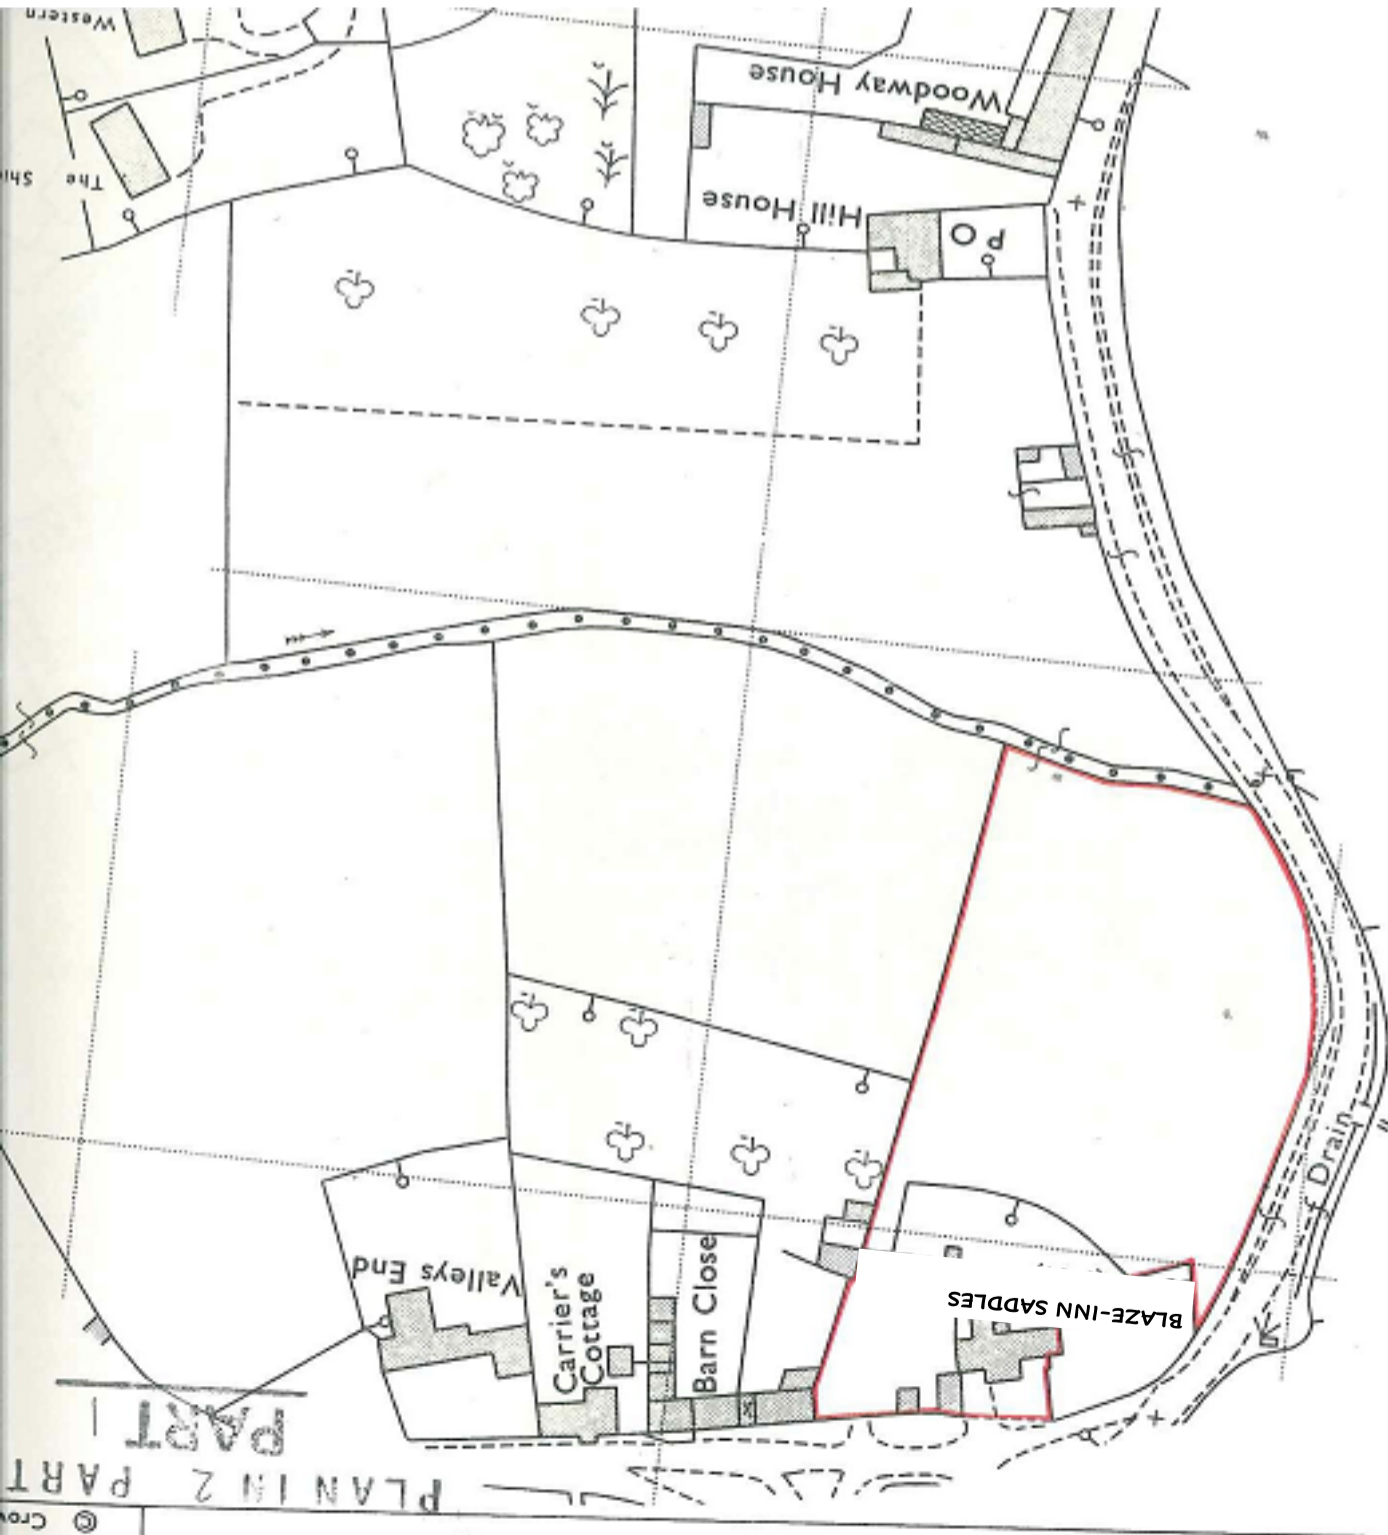 Western
Woodway House
The
Hill House
P O
Drain
Valleys End
Carrier's
Cottage
Barn Close
BLAZE-INN SADDLES
PART 1
PLAN IN 2 PART
©